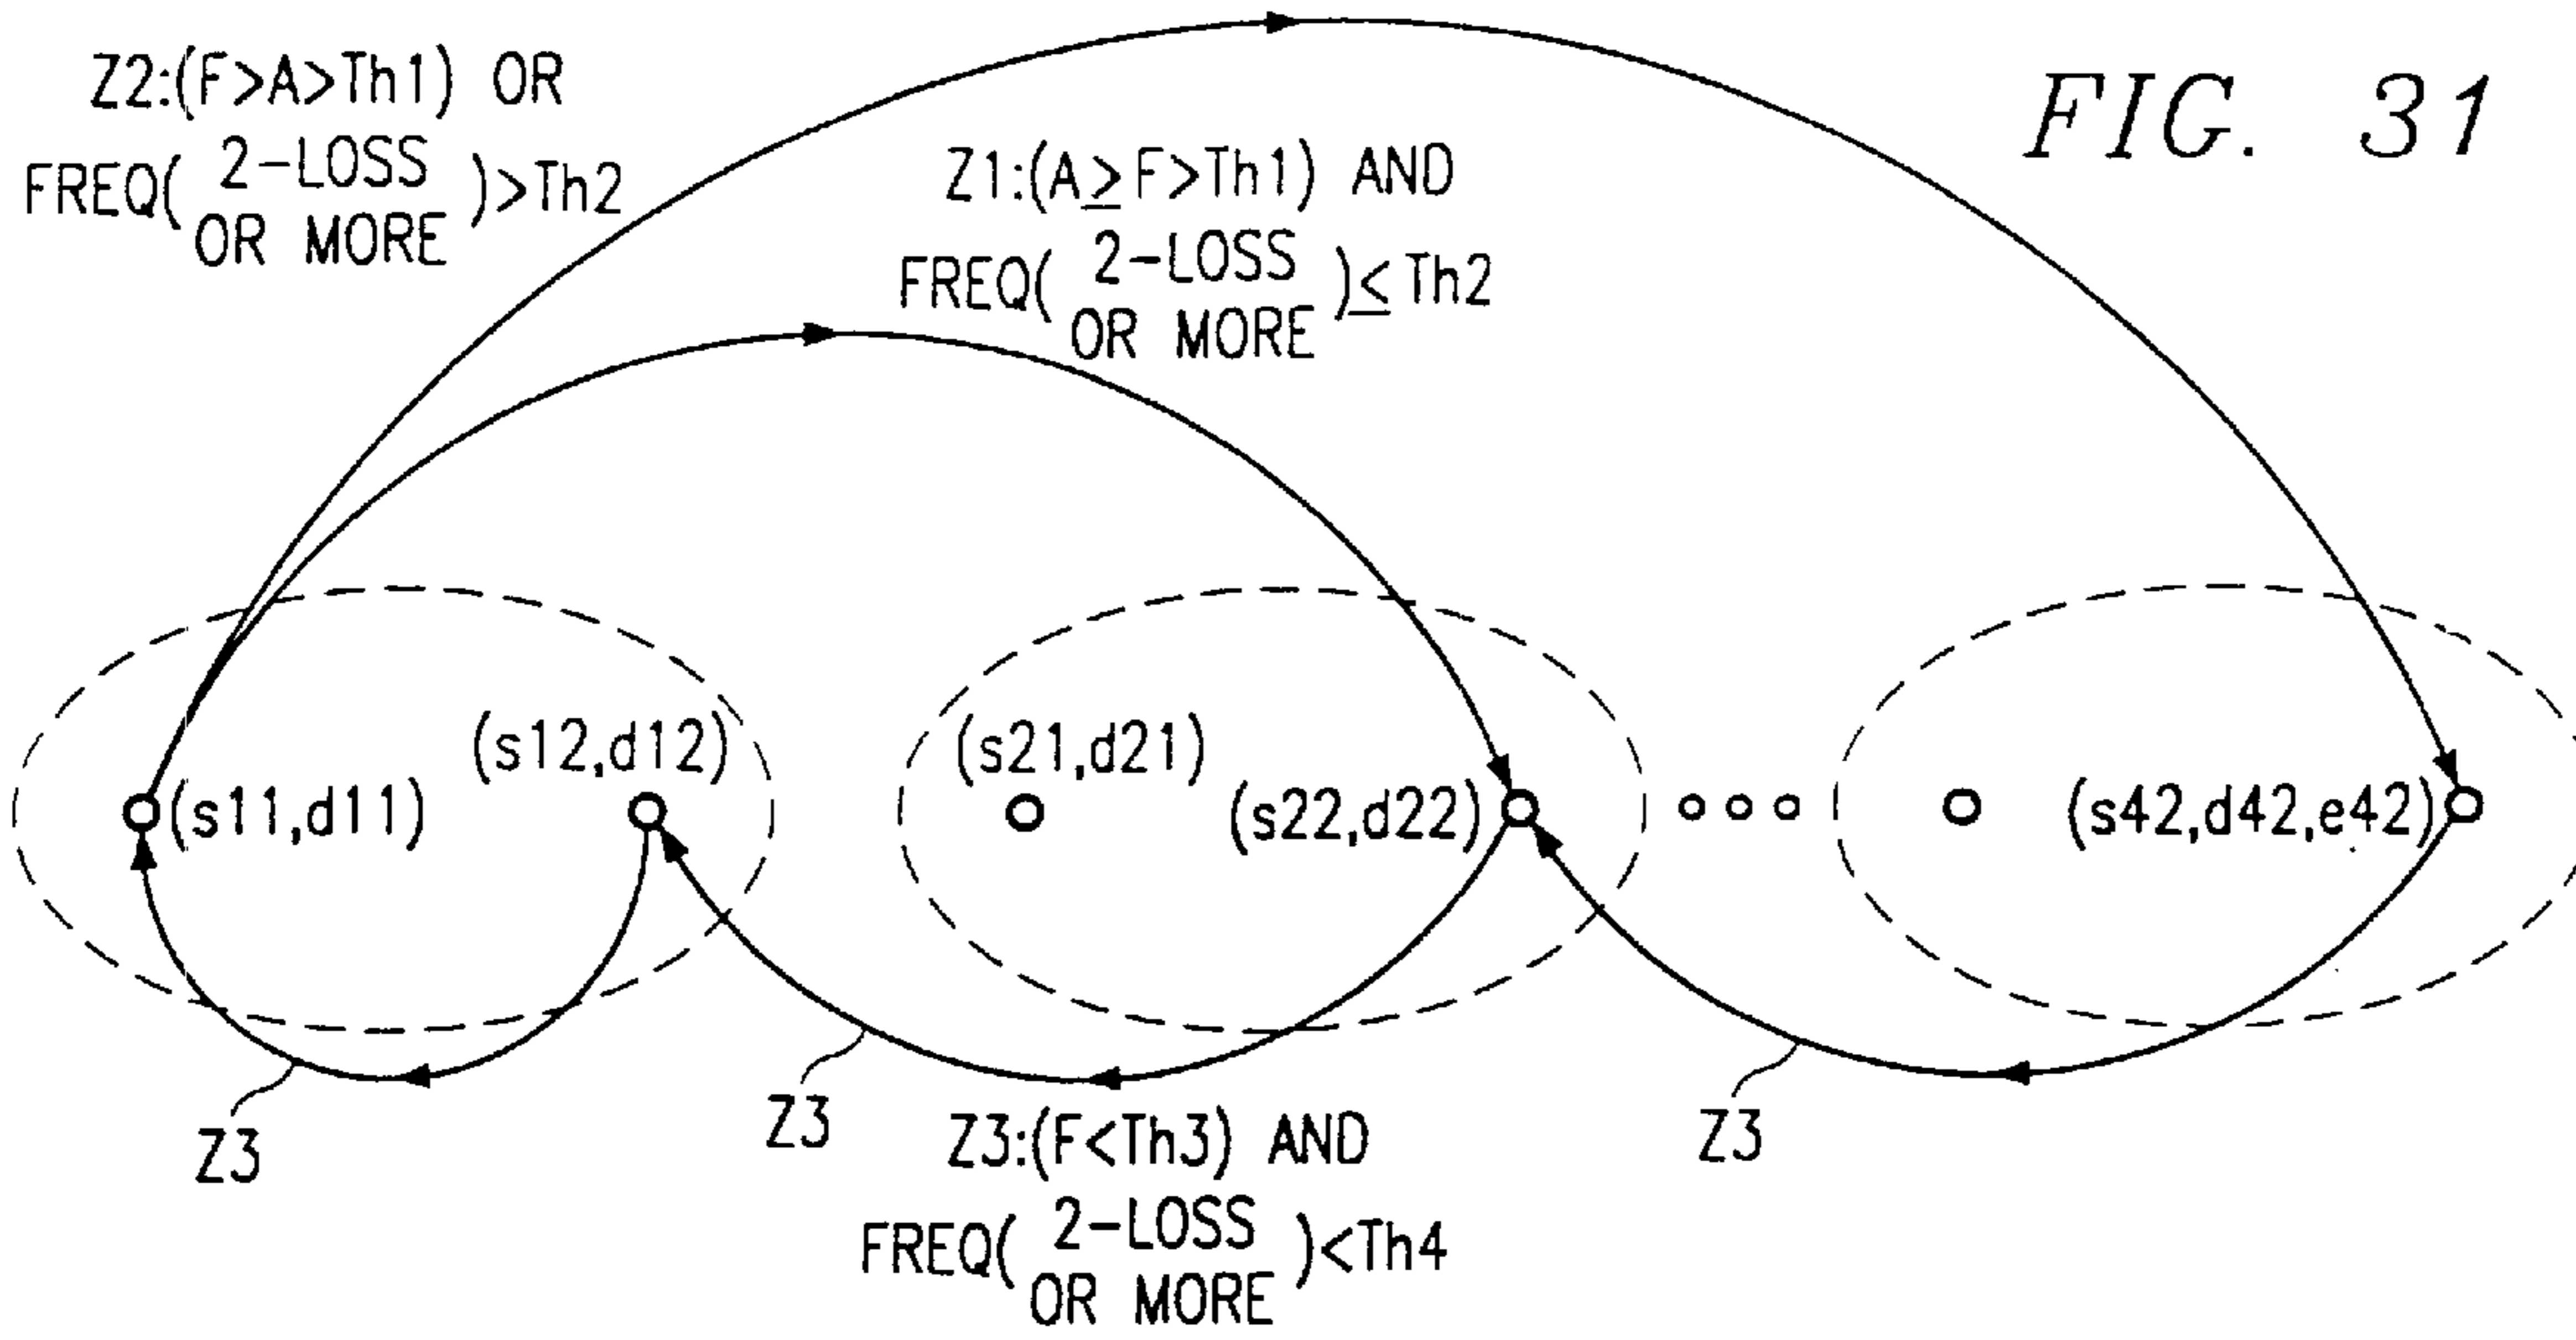 FIG. 31
Z2:(F>A>Th1) OR
FREQ( 2-LOSS
OR MORE )>Th2
Z1:(A≥F>Th1) AND
FREQ( 2-LOSS
OR MORE )≤Th2
(s11,d11)
(s12,d12)
(s21,d21)
(s22,d22)
(s42,d42,e42)
Z3
Z3
Z3
Z3:(F<Th3) AND
FREQ( 2-LOSS
OR MORE )<Th4